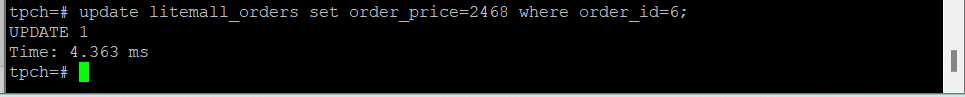 tpch=# update litemall_orders set order_price=2468 where order_id=6;
UPDATE 1
Time: 4.363 ms
tpch=#